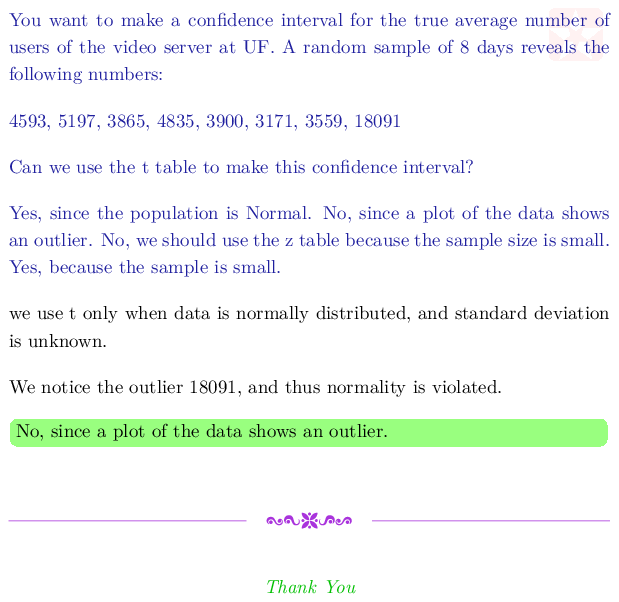 You want to make a confidence interval for the true average number of
users of the video server at UF. A random sample of 8 days reveals the
following numbers:
4593, 5197, 3865, 4835, 3900, 3171, 3559, 18091
Can we use the t table to make this confidence interval?
Yes, since the population is Normal. No, since a plot of the data shows
an outlier. No, we should use the z table because the sample size is small.
Yes, because the sample is small.
we use t only when data is normally distributed, and standard deviation
is unknown.
We notice the outlier 18091, and thus normality is violated.
No, since a plot of the data shows an outlier.
Thank You